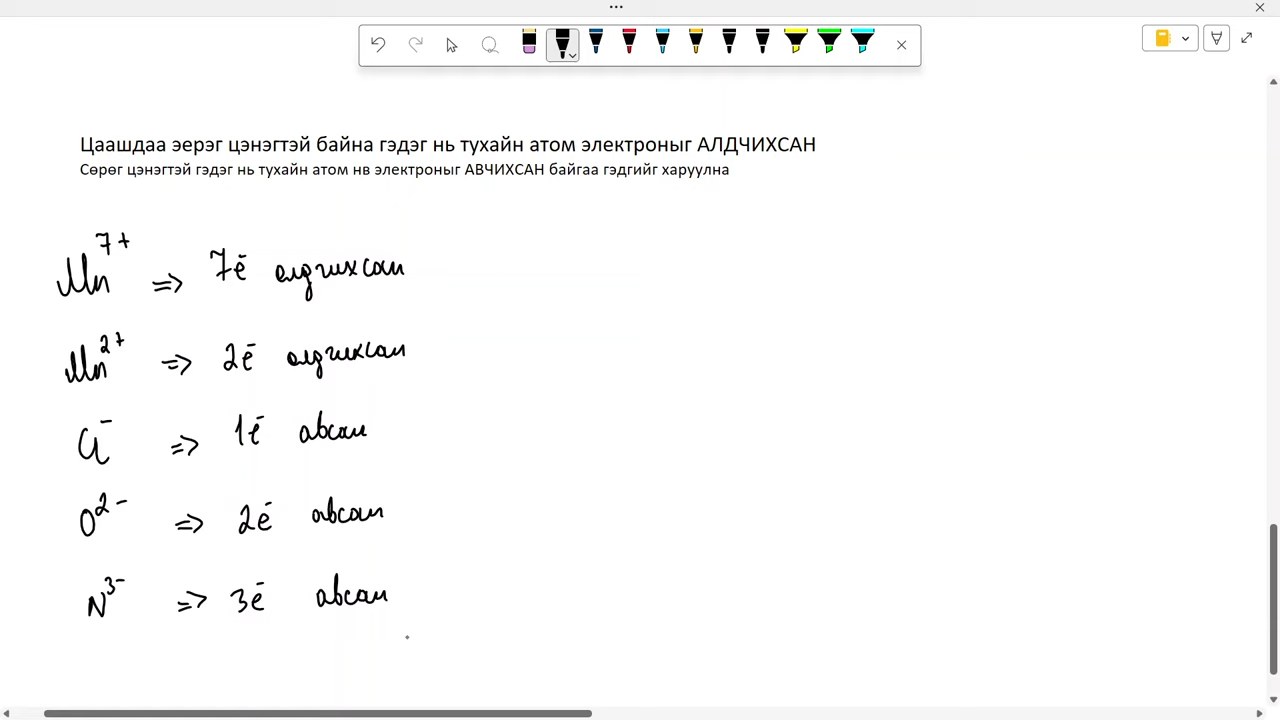 Цаашдаа эерэг цэнэгтэй байна гэдэг нь тухайн атом электроныг АЛДЧИХСАН
Сөрөг цэнэгтэй гэдэг нь тухайн атом нв электроныг АВЧИХСАН байгаа гэдгийг харуулна
Mn⁷⁺ => 7ē алдчихсан
Mn²⁺ => 2ē алдчихсан
Cl⁻ => 1ē авсан
O²⁻ => 2ē авсан
N³⁻ => 3ē авсан